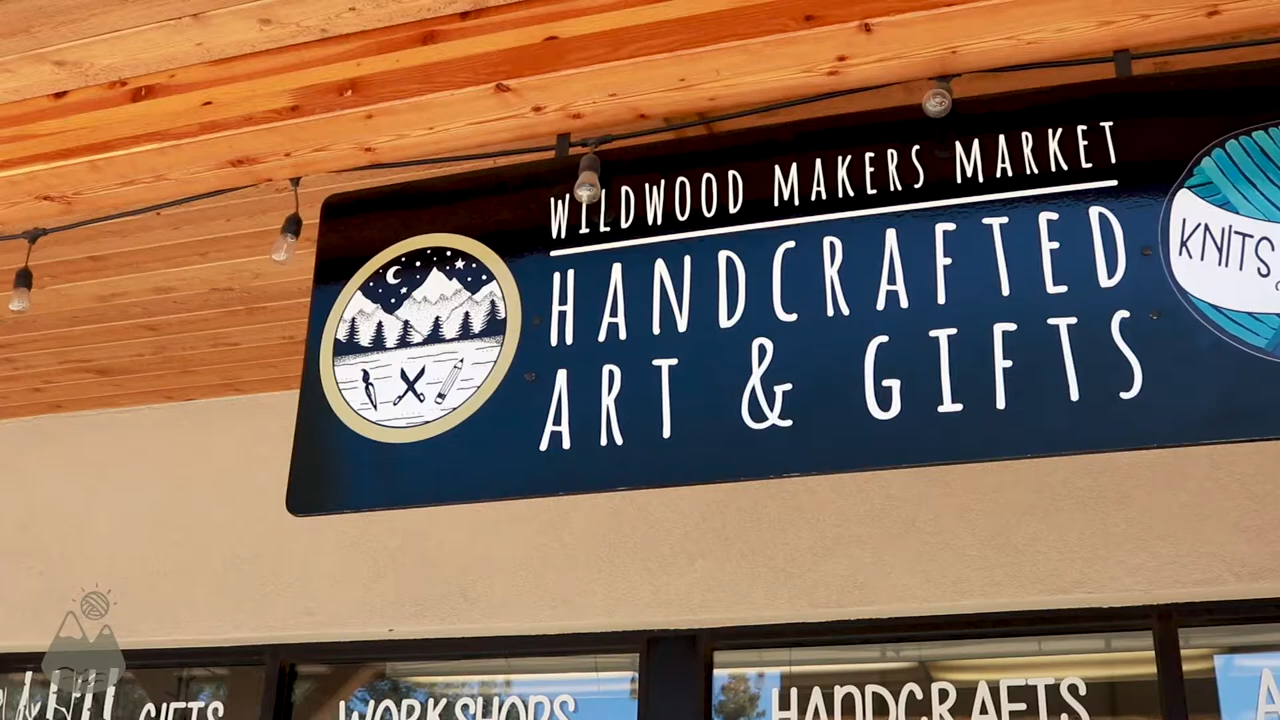 WILDWOOD MAKERS MARKET
HANDCRAFTED
ART & GIFTS
KNITS
GIFTS
WORKSHOPS
HANDCRAFTS